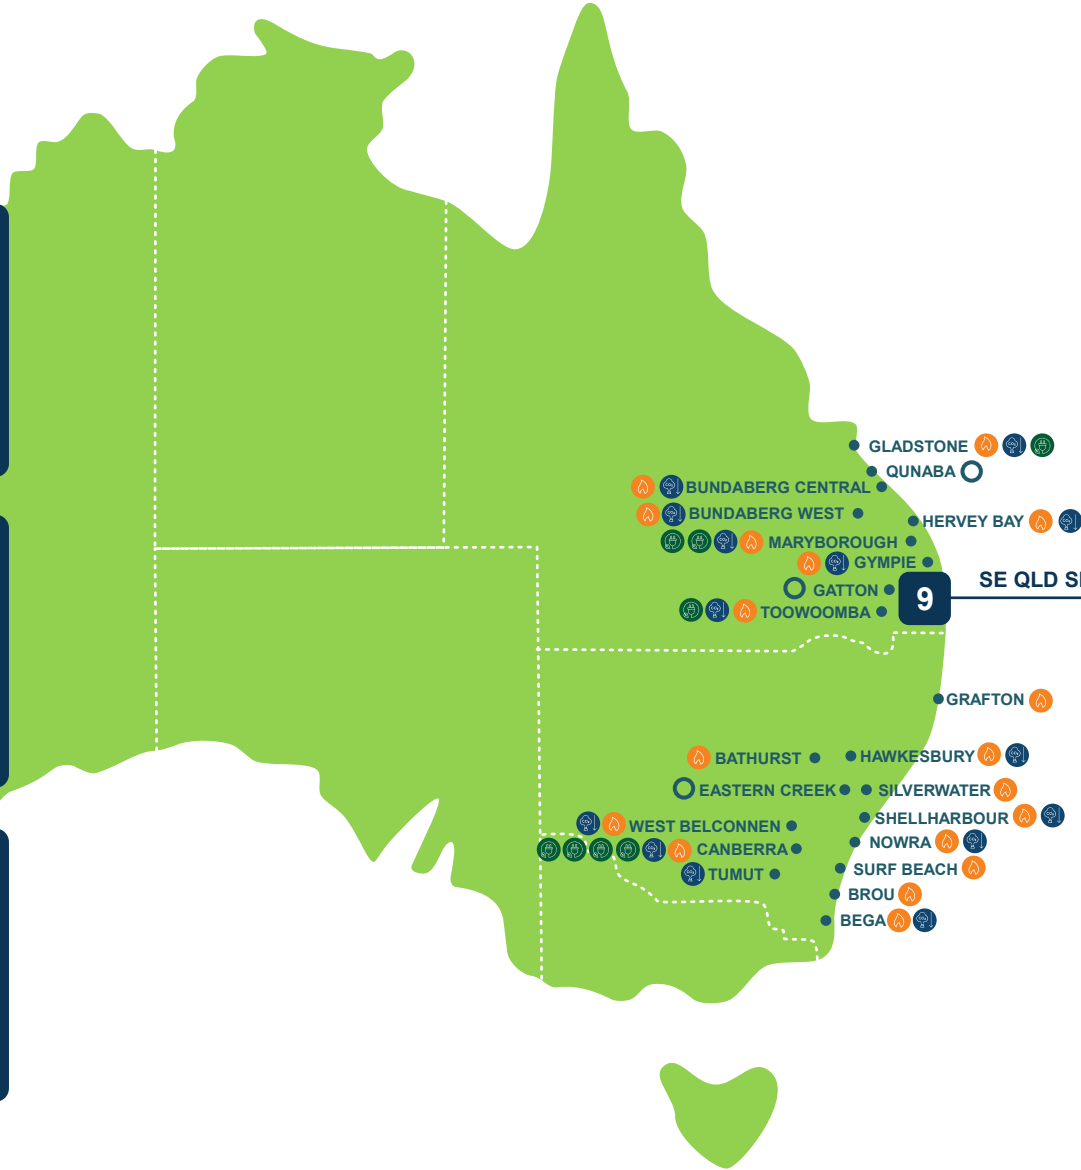 GLADSTONE
QUNABA
BUNDABERG CENTRAL
BUNDABERG WEST
HERVEY BAY
MARYBOROUGH
GYMPIE
GATTON
9
SE QLD S
TOOWOOMBA
GRAFTON
BATHURST
HAWKESBURY
EASTERN CREEK
SILVERWATER
SHELLHARBOUR
WEST BELCONNEN
NOWRA
CANBERRA
SURF BEACH
TUMUT
BROU
BEGA